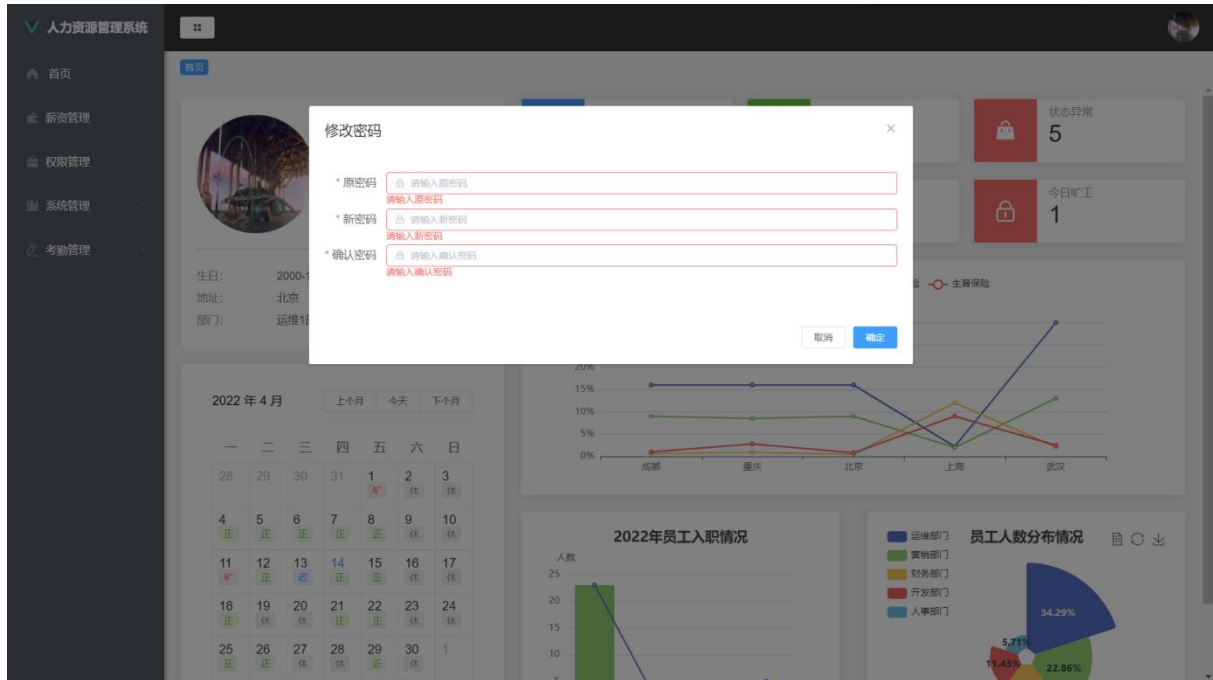 人力资源管理系统
首页
薪资管理
权限管理
系统管理
考勤管理
首页
状态异常
5
今日旷工
1
修改密码
* 原密码 请输入原密码
请输入原密码
* 新密码 请输入新密码
请输入新密码
* 确认密码 请输入确认密码
请输入确认密码
取消 确定
生日: 2000-1
地址: 北京
部门:
生育保险
20%
15%
10%
5%
0%
成都 重庆 北京 上海 武汉
2022 年 4 月 上个月 今天 下个月
一 二 三 四 五 六 日
28 29 30 31 1 2 3
旷 休 休
4 5 6 7 8 9 10
正 正 正 正 正 休 休
11 12 13 14 15 16 17
旷 正 迟 正 正 休 休
18 19 20 21 22 23 24
正 休 休 正 正 休 休
25 26 27 28 29 30 1
正 正 休 休 正 休
2022年员工入职情况
人数
25
20
15
10
员工人数分布情况
运维部门
营销部门
财务部门
开发部门
人事部门
34.29%
5.71%
11.43%
22.86%